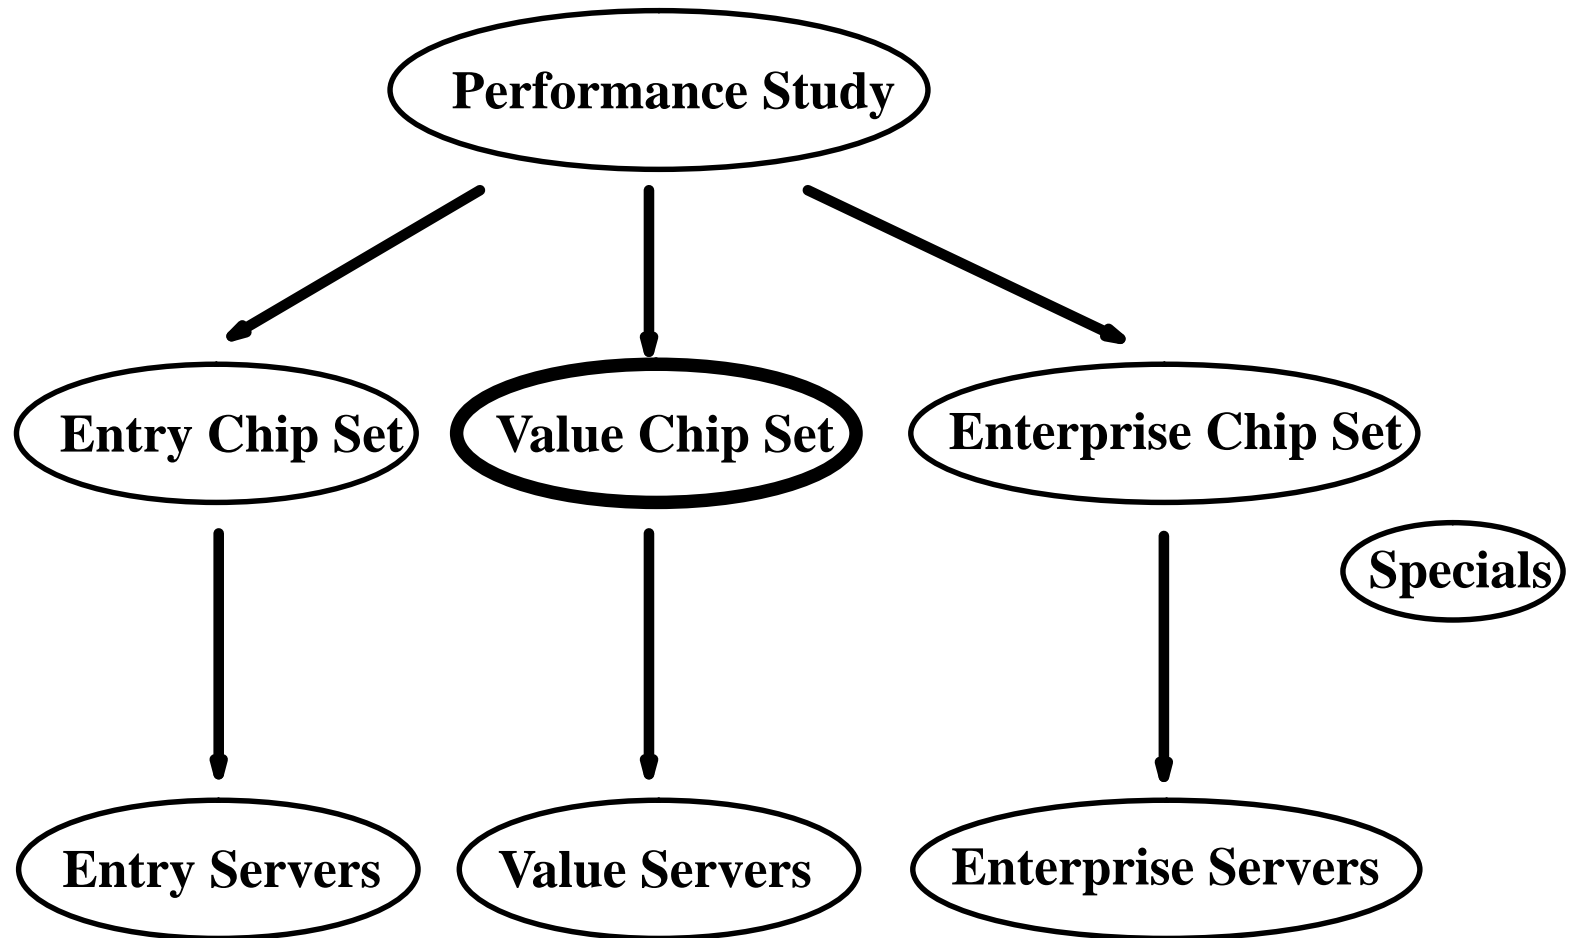 Performance Study
Entry Chip Set
Value Chip Set
Enterprise Chip Set
Specials
Entry Servers
Value Servers
Enterprise Servers